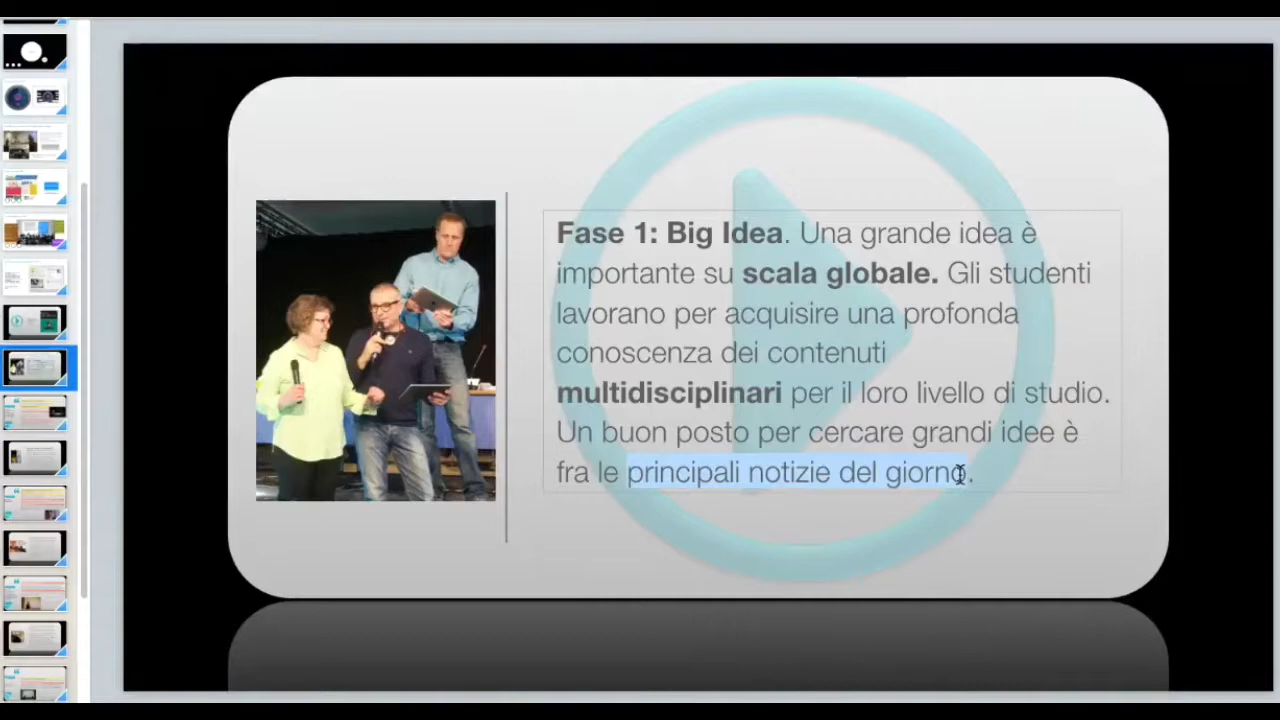 Fase 1: Big Idea. Una grande idea è
importante su scala globale. Gli studenti
lavorano per acquisire una profonda
conoscenza dei contenuti
multidisciplinari per il loro livello di studio.
Un buon posto per cercare grandi idee è
fra le principali notizie del giorno.